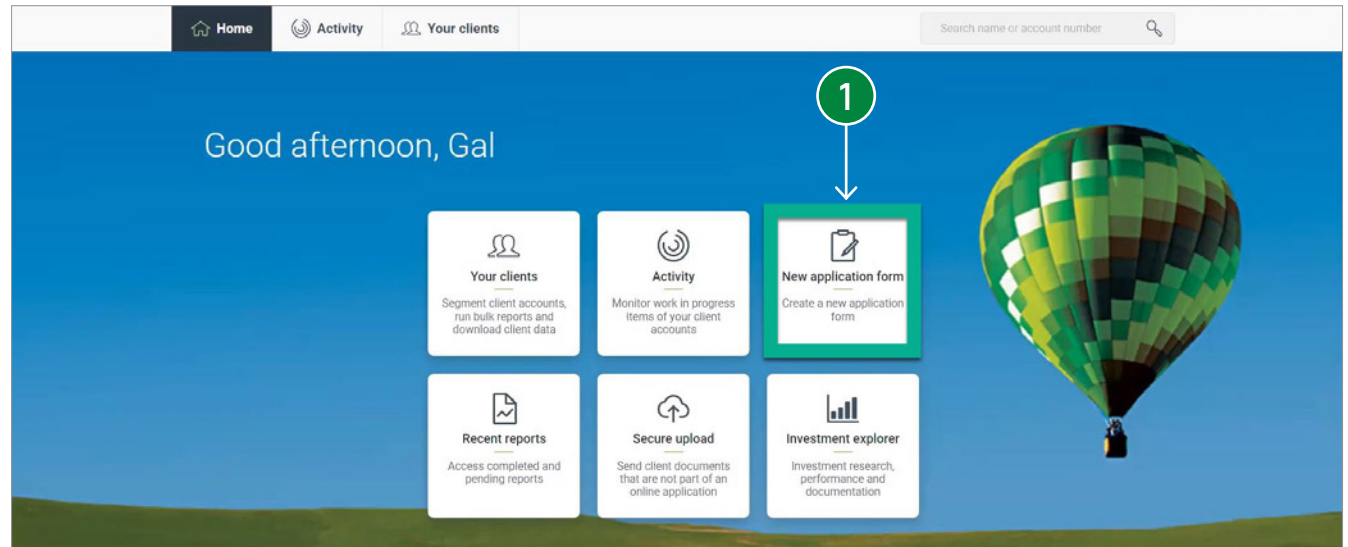 Home
Activity
Your clients
Search name or account number
1
Good afternoon, Gal
Your clients
Segment client accounts,
run bulk reports and
download client data
Activity
Monitor work in progress
items of your client
accounts
New application form
Create a new application
form
Recent reports
Access completed and
pending reports
Secure upload
Send client documents
that are not part of an
online application
Investment explorer
Investment research,
performance and
documentation